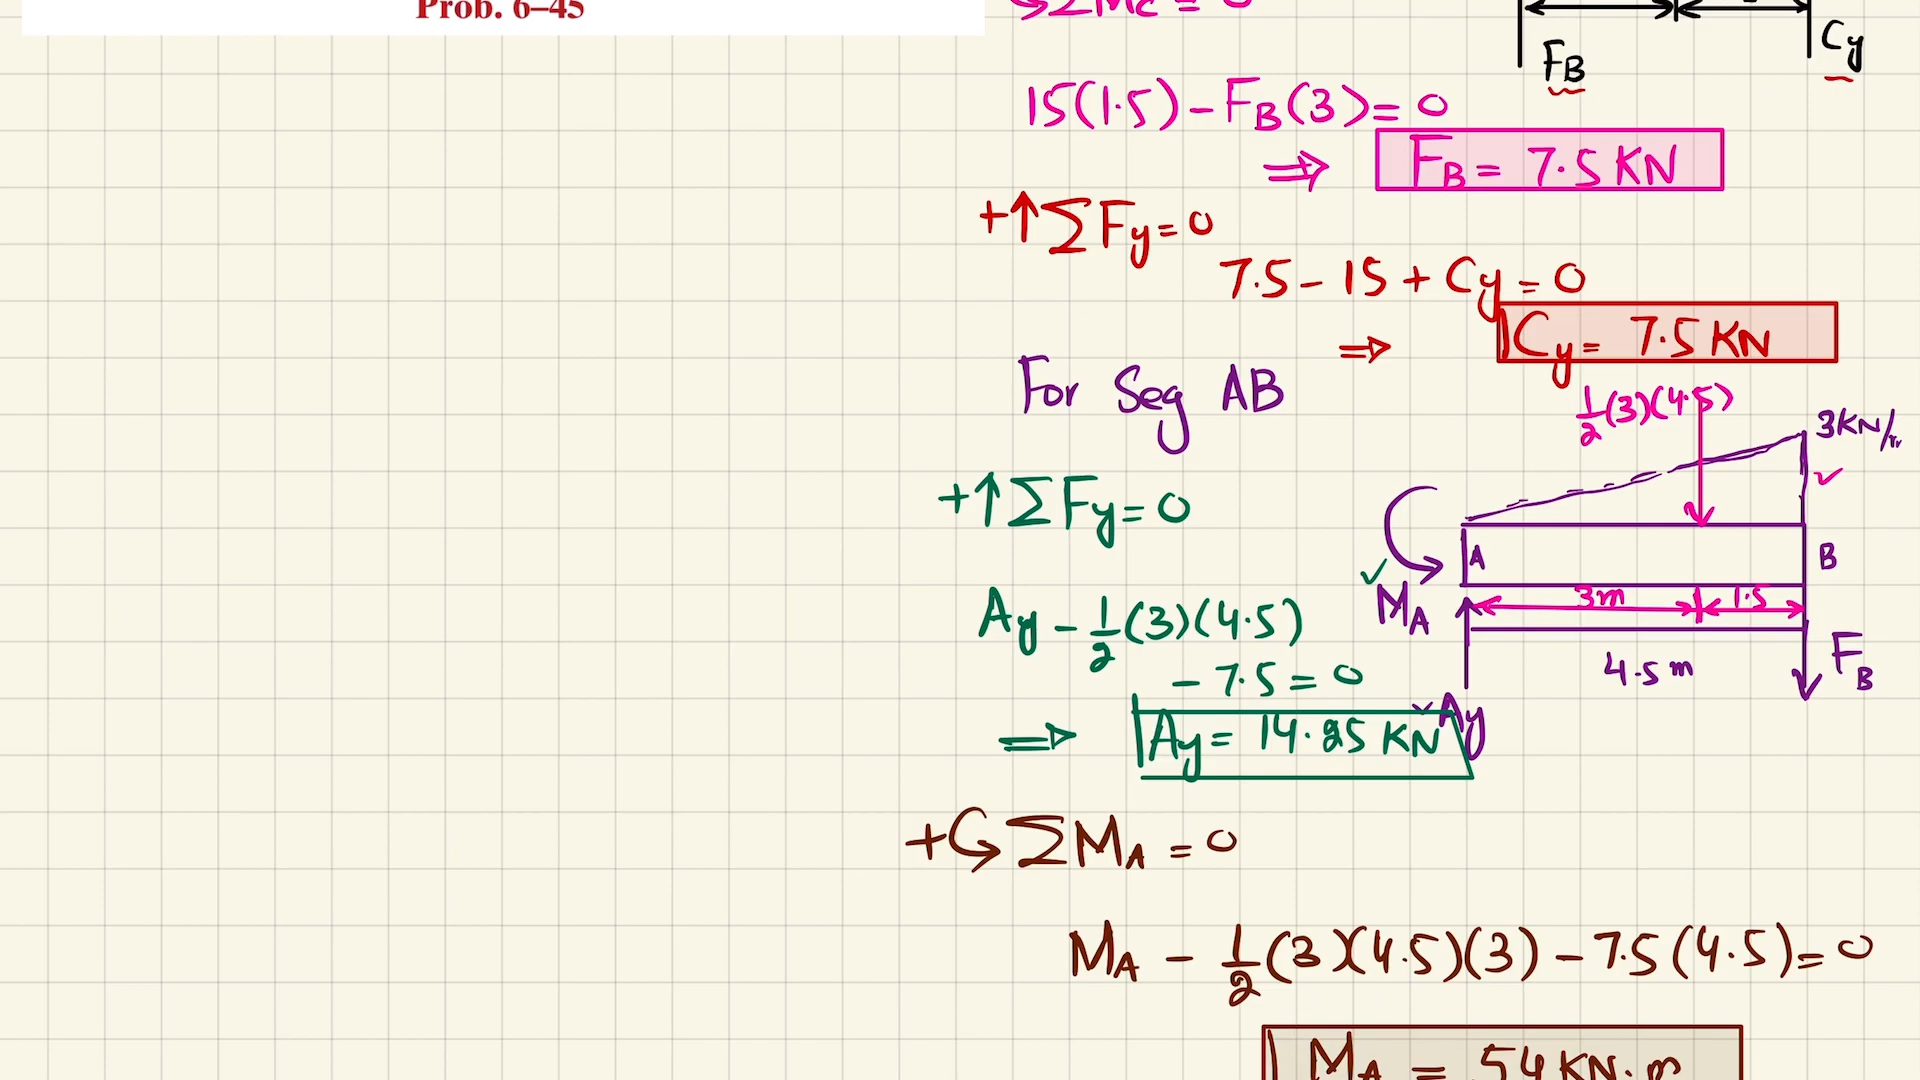 Prob. 6–45
ΣMc = 0
FB
Cy
15(1.5) - FB(3) = 0
⇒ FB = 7.5 KN
+↑ΣFy = 0
7.5 - 15 + Cy = 0
⇒ Cy = 7.5 KN
For Seg AB
1/2(3)(4.5)
3KN/m
+↑ΣFy = 0
A
B
MA
3m
1.5
4.5 m
FB
Ay
Ay - 1/2(3)(4.5)
- 7.5 = 0
⇒ Ay = 14.25 KN
+↺ΣMA = 0
MA - 1/2(3)(4.5)(3) - 7.5(4.5) = 0
MA = 54 KN.m